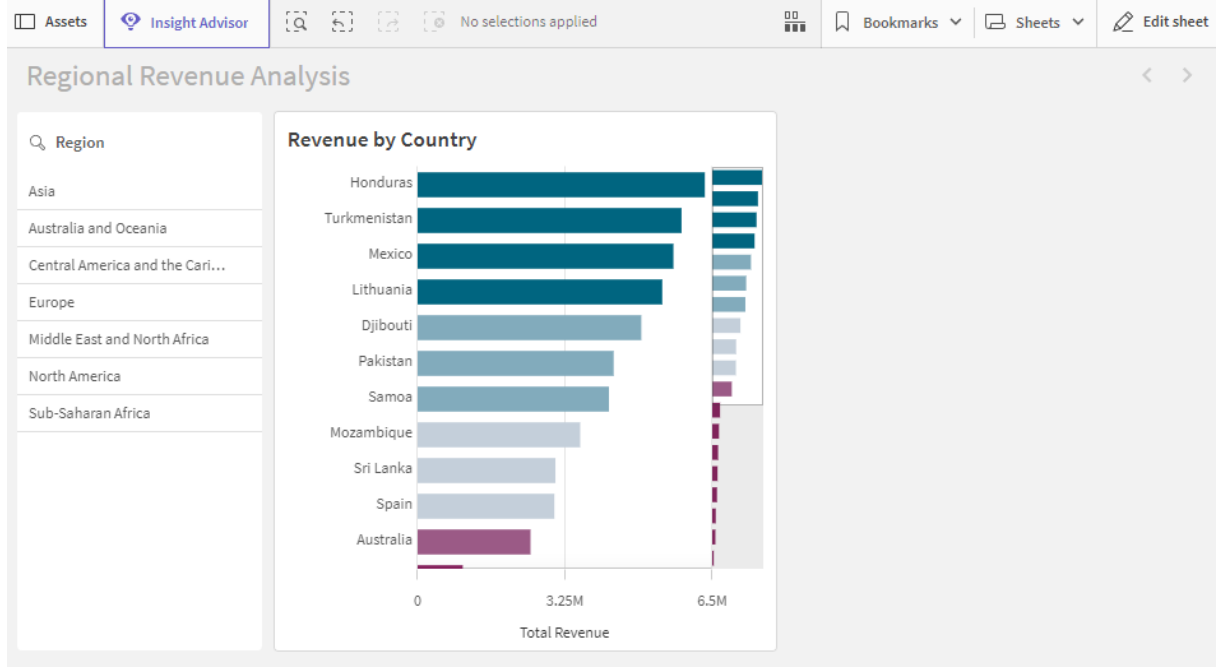 Assets Insight Advisor No selections applied Bookmarks Sheets Edit sheet
Regional Revenue Analysis
Region
Asia
Australia and Oceania
Central America and the Cari...
Europe
Middle East and North Africa
North America
Sub-Saharan Africa
Revenue by Country
Honduras
Turkmenistan
Mexico
Lithuania
Djibouti
Pakistan
Samoa
Mozambique
Sri Lanka
Spain
Australia
0 3.25M 6.5M
Total Revenue